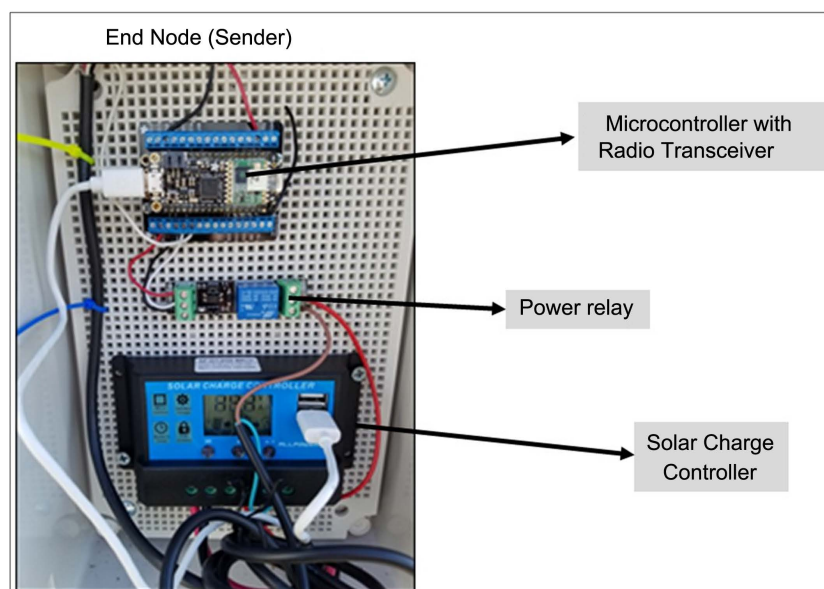 End Node (Sender)
Microcontroller with
Radio Transceiver
Power relay
SOLAR CHARGE CONTROLLER
Solar Charge
Controller